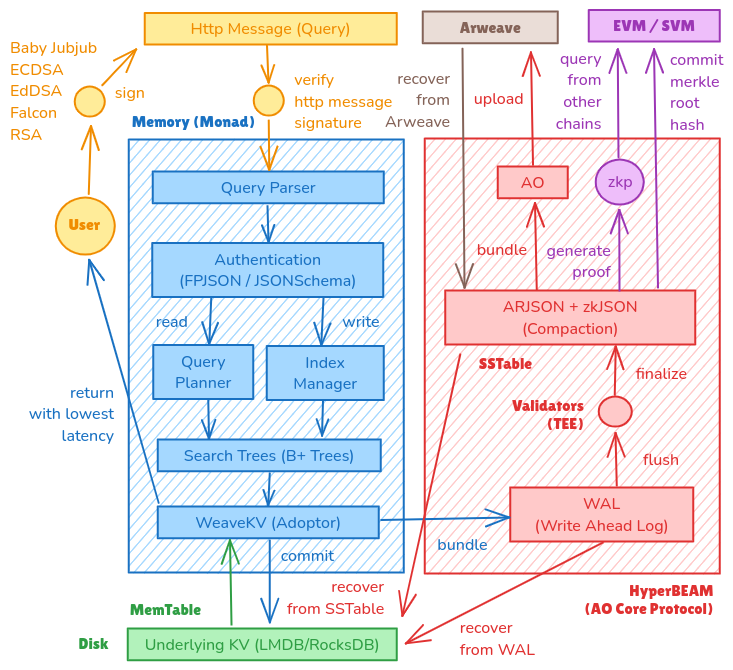 Http Message (Query)
Arweave
EVM / SVM
Baby Jubjub
ECDSA
EdDSA
Falcon
RSA
sign
verify
http message
signature
recover
from
Arweave
upload
query
from
other
chains
commit
merkle
root
hash
Memory (Monad)
Query Parser
AO
zkp
User
Authentication
(FPJSON / JSONSchema)
bundle
generate
proof
read
write
ARJSON + zkJSON
(Compaction)
Query
Planner
Index
Manager
SSTable
finalize
return
with lowest
latency
Validators
(TEE)
Search Trees (B+ Trees)
flush
WeaveKV (Adoptor)
WAL
(Write Ahead Log)
commit
bundle
MemTable
recover
from SSTable
HyperBEAM
(AO Core Protocol)
Disk
Underlying KV (LMDB/RocksDB)
recover
from WAL